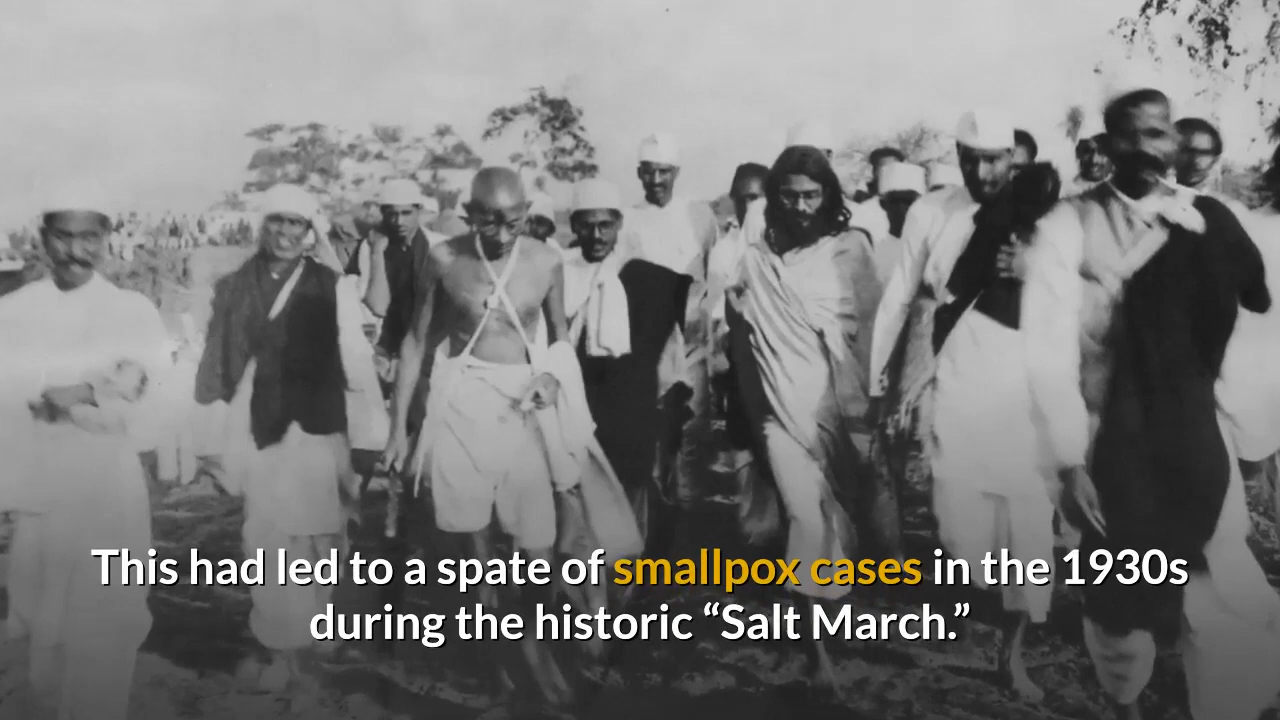 This had led to a spate of smallpox cases in the 1930s
during the historic “Salt March.”